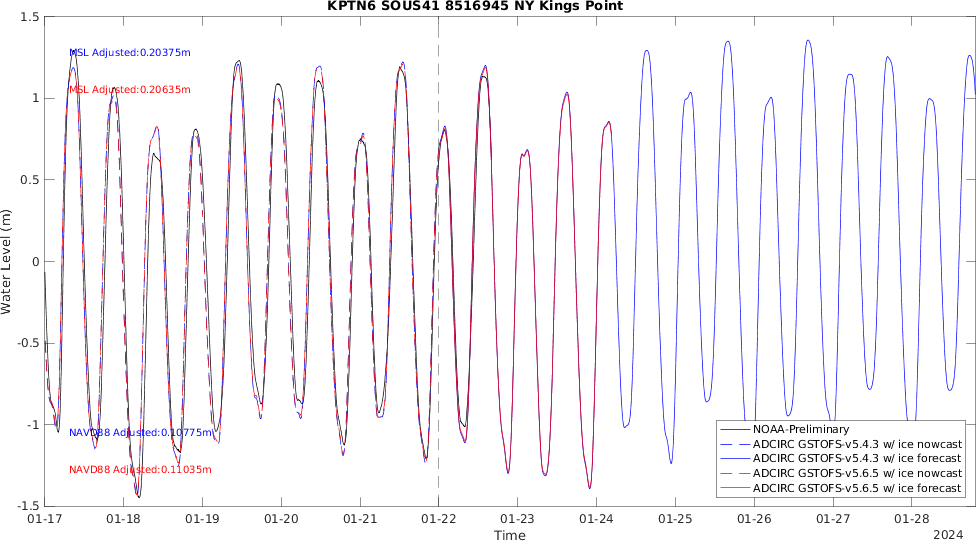 KPTN6 SOUS41 8516945 NY Kings Point
MSL Adjusted:0.20375m
MSL Adjusted:0.20635m
NAVD88 Adjusted:0.10775m
NAVD88 Adjusted:0.11035m
Water Level (m)
1.5
1
0.5
0
-0.5
-1
-1.5
01-17 01-18 01-19 01-20 01-21 01-22 01-23 01-24 01-25 01-26 01-27 01-28
Time
2024
NOAA-Preliminary
ADCIRC GSTOFS-v5.4.3 w/ ice nowcast
ADCIRC GSTOFS-v5.4.3 w/ ice forecast
ADCIRC GSTOFS-v5.6.5 w/ ice nowcast
ADCIRC GSTOFS-v5.6.5 w/ ice forecast